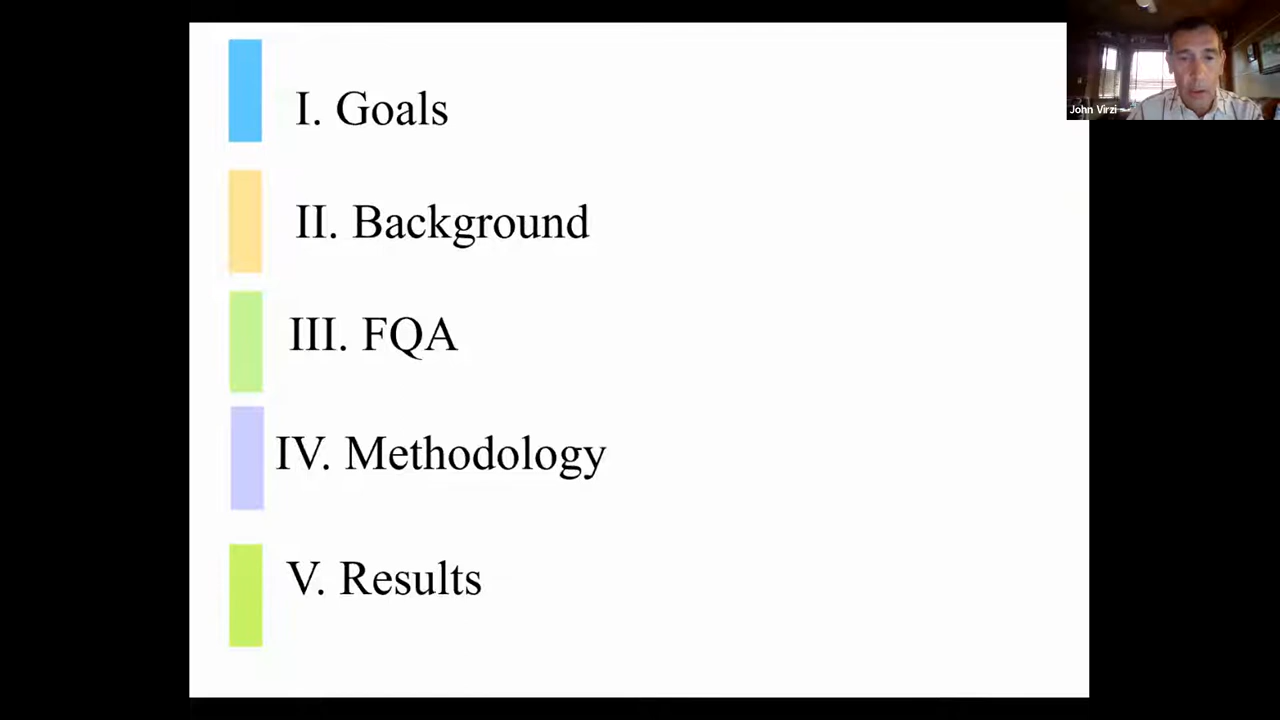 I. Goals
II. Background
III. FQA
IV. Methodology
V. Results
John Virzi